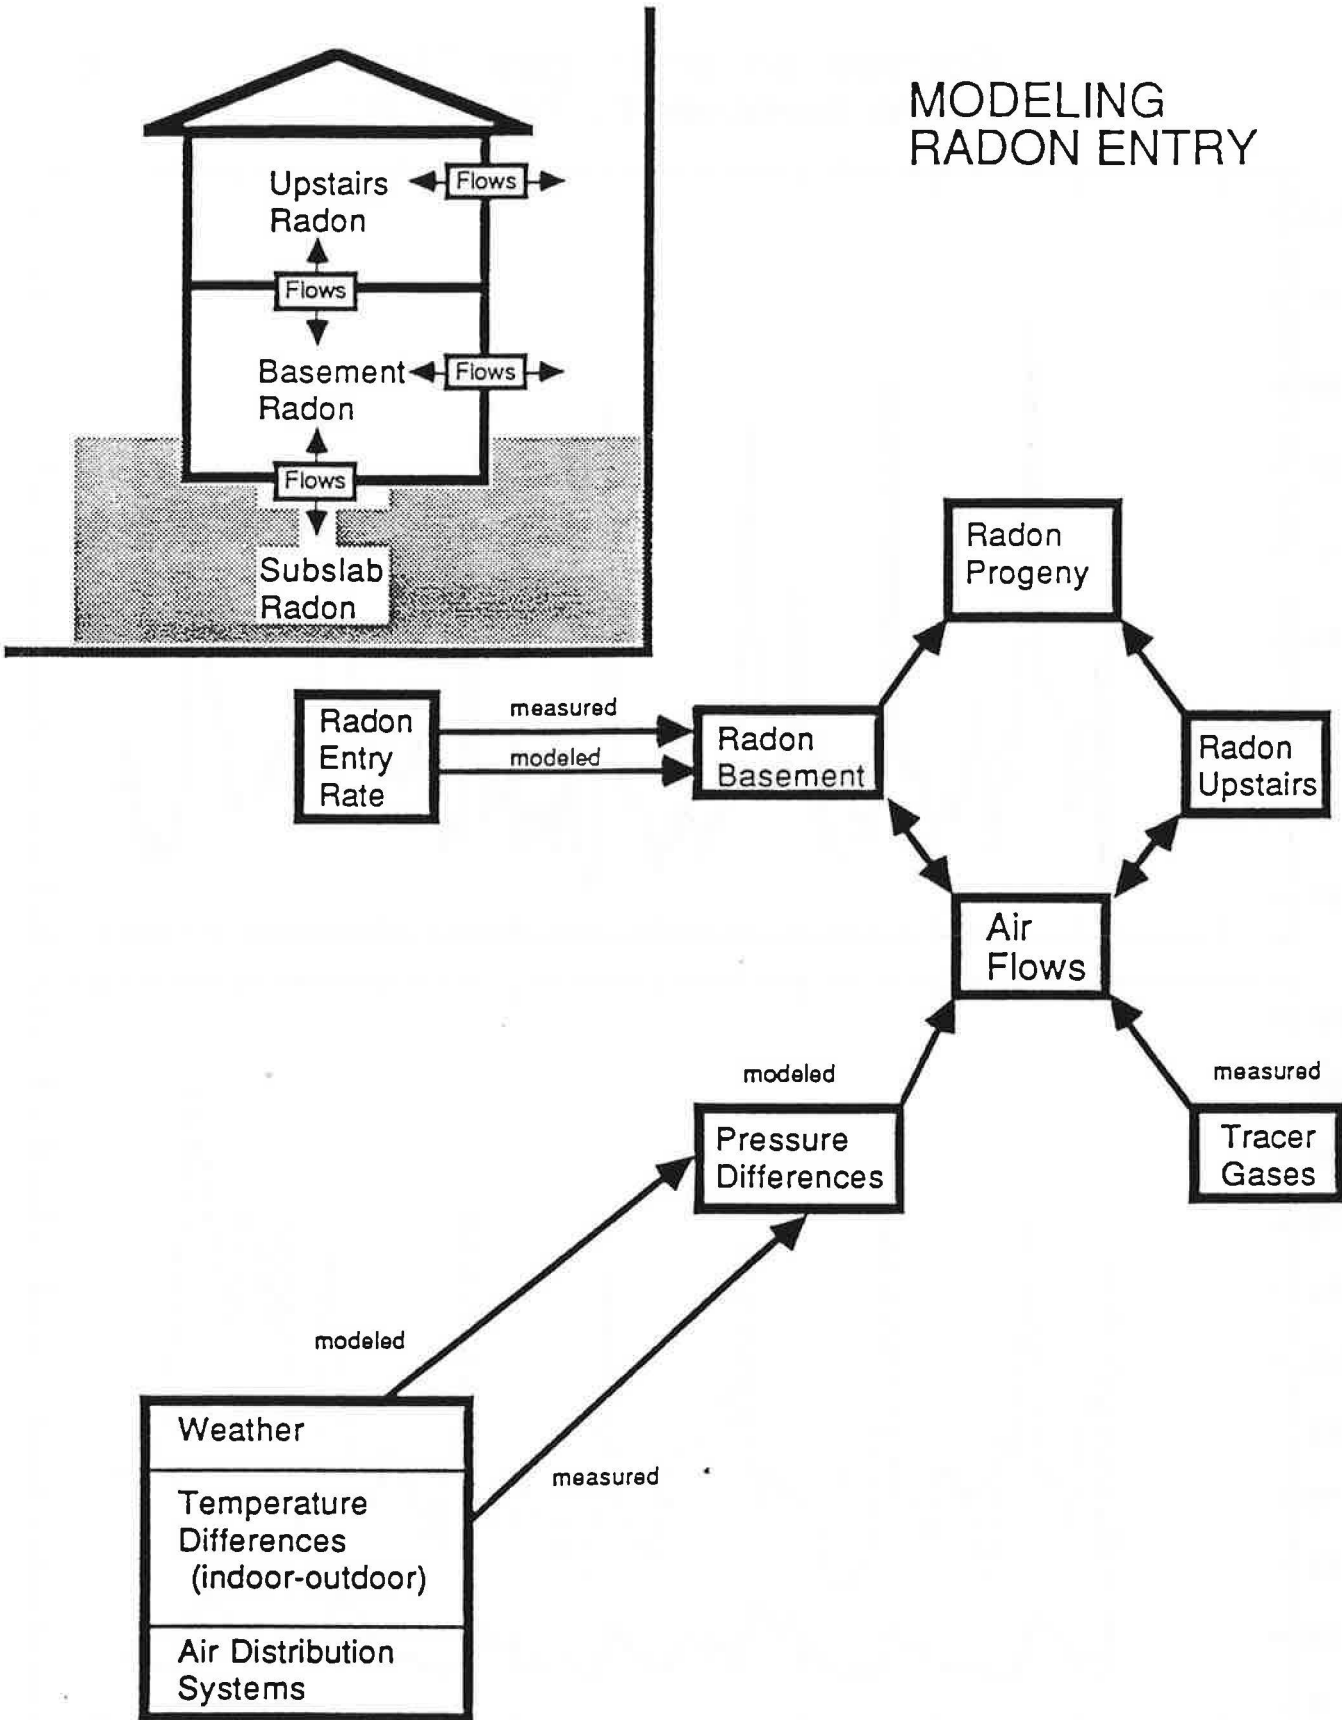 MODELING
RADON ENTRY
Upstairs
Radon
Flows
Flows
Basement
Radon
Flows
Flows
Subslab
Radon
Radon
Progeny
Radon
Entry
Rate
measured
modeled
Radon
Basement
Radon
Upstairs
Air
Flows
modeled
measured
Pressure
Differences
Tracer
Gases
modeled
measured
Weather
Temperature
Differences
(indoor-outdoor)
Air Distribution
Systems